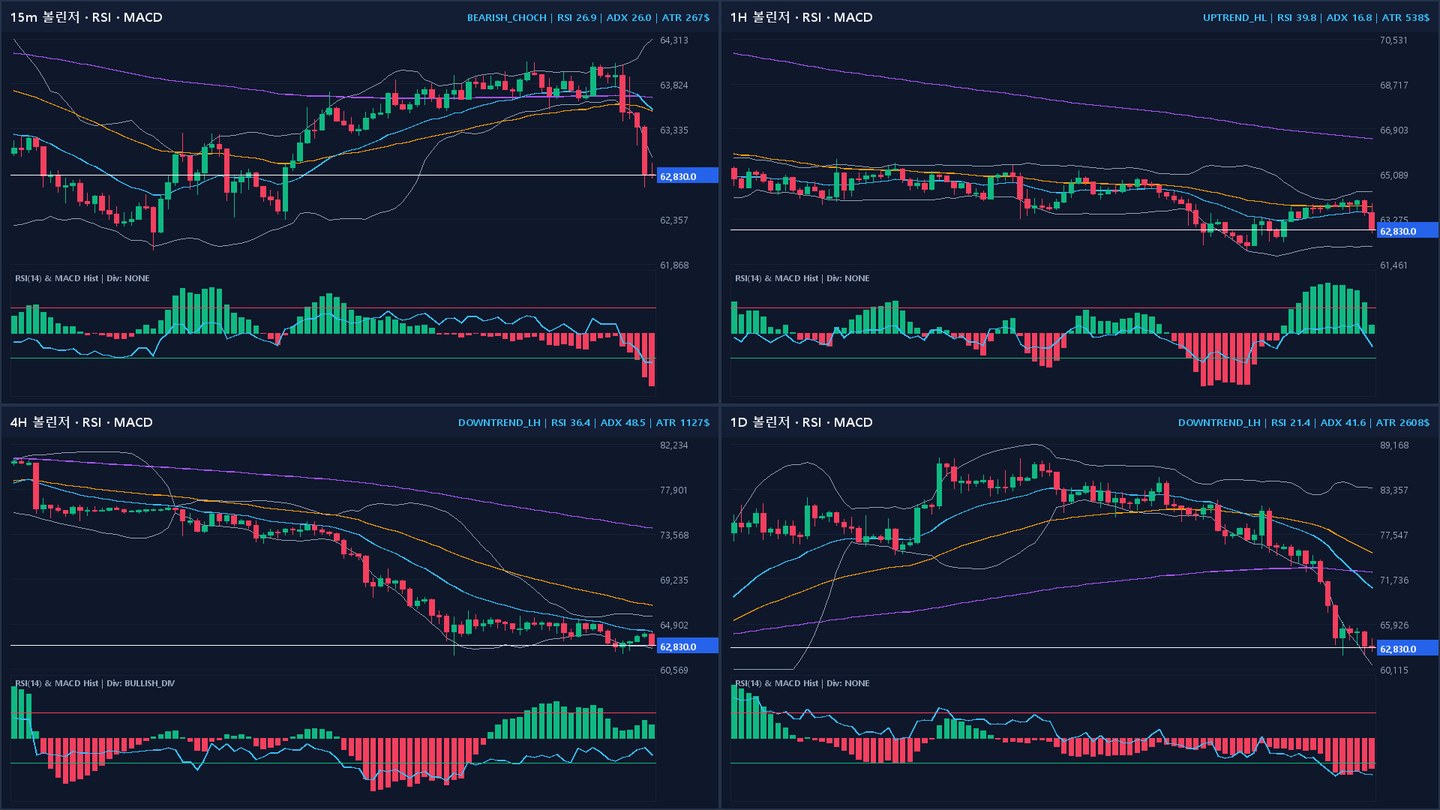 15m 볼린저 · RSI · MACD
BEARISH_CHOCH | RSI 26.9 | ADX 26.0 | ATR 267$
64,313
63,824
63,335
62,830.0
62,357
61,868
RSI(14) & MACD Hist | Div: NONE
1H 볼린저 · RSI · MACD
UPTREND_HL | RSI 39.8 | ADX 16.8 | ATR 538$
70,531
68,717
66,903
65,089
63,275
62,830.0
61,461
RSI(14) & MACD Hist | Div: NONE
4H 볼린저 · RSI · MACD
DOWNTREND_LH | RSI 36.4 | ADX 48.5 | ATR 1127$
82,234
77,901
73,568
69,235
64,902
62,830.0
60,569
RSI(14) & MACD Hist | Div: BULLISH_DIV
1D 볼린저 · RSI · MACD
DOWNTREND_LH | RSI 21.4 | ADX 41.6 | ATR 2608$
89,168
83,357
77,547
71,736
65,926
62,830.0
60,115
RSI(14) & MACD Hist | Div: NONE